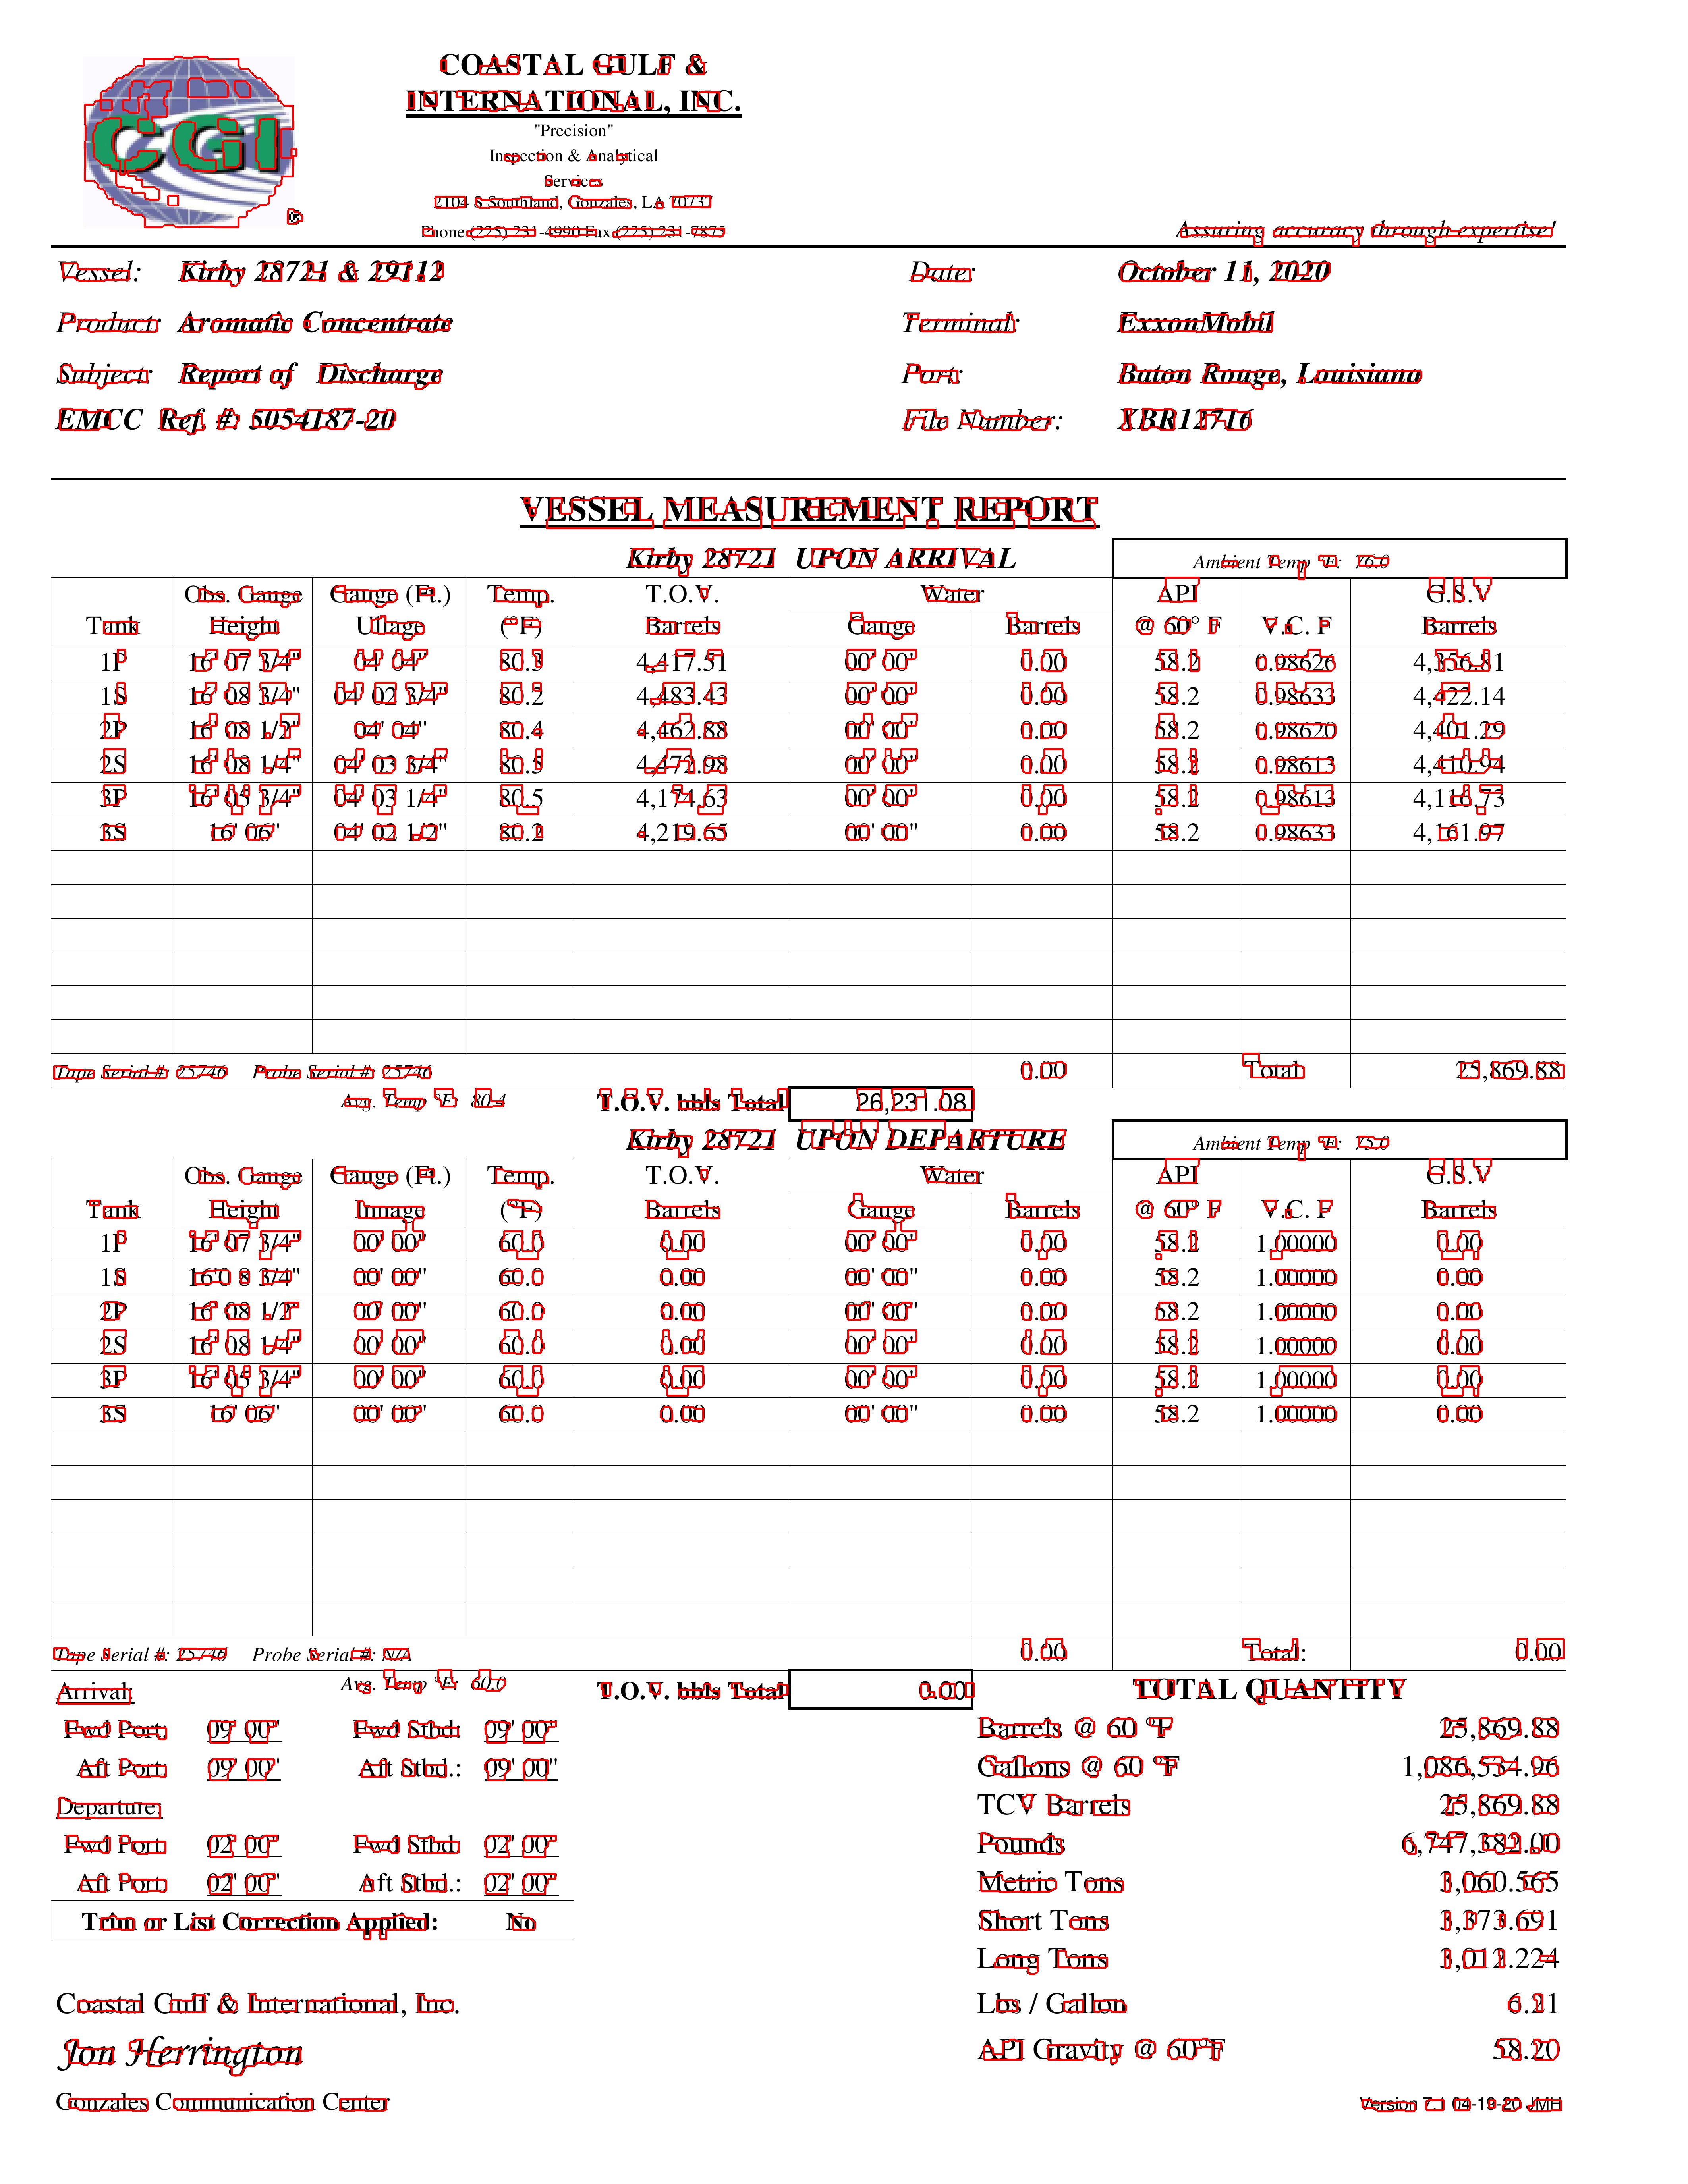 CGI
COASTAL GULF &
INTERNATIONAL, INC.
"Precision"
Inspection & Analytical
Services
2104 S Southland, Gonzales, LA 70737
Phone (225) 231-4990 Fax (225) 231-7875
Assuring accuracy through expertise!
Vessel: Kirby 28721 & 29112 Date: October 11, 2020
Product: Aromatic Concentrate Terminal: ExxonMobil
Subject: Report of Discharge Port: Baton Rouge, Louisiana
EMCC Ref. #: 5054187-20 File Number: XBR12716
VESSEL MEASUREMENT REPORT
Kirby 28721 UPON ARRIVAL Ambient Temp °F: 76.0
Obs. Gauge Gauge (Ft.) Temp. T.O.V. Water API G.S.V
Tank Height Ullage (°F) Barrels Gauge Barrels @ 60° F V.C. F Barrels
1P 16' 07 3/4" 04' 04" 80.3 4,417.51 00' 00" 0.00 58.2 0.98626 4,356.81
1S 16' 08 3/4" 04' 02 3/4" 80.2 4,483.43 00' 00" 0.00 58.2 0.98633 4,422.14
2P 16' 08 1/2" 04' 04" 80.4 4,462.88 00' 00" 0.00 58.2 0.98620 4,401.29
2S 16' 08 1/4" 04' 03 3/4" 80.5 4,472.98 00' 00" 0.00 58.2 0.98613 4,410.94
3P 16' 05 3/4" 04' 03 1/4" 80.5 4,174.63 00' 00" 0.00 58.2 0.98613 4,116.73
3S 16' 06" 04' 02 1/2" 80.2 4,219.65 00' 00" 0.00 58.2 0.98633 4,161.97
Tape Serial #: 25746 Probe Serial #: 25746 0.00 Total: 25,869.88
Avg. Temp °F: 80.4 T.O.V. bbls Total 26,231.08
Kirby 28721 UPON DEPARTURE Ambient Temp °F: 75.0
Obs. Gauge Gauge (Ft.) Temp. T.O.V. Water API G.S.V
Tank Height Innage (°F) Barrels Gauge Barrels @ 60° F V.C. F Barrels
1P 16' 07 3/4" 00' 00" 60.0 0.00 00' 00" 0.00 58.2 1.00000 0.00
1S 16'0 8 3/4" 00' 00" 60.0 0.00 00' 00" 0.00 58.2 1.00000 0.00
2P 16' 08 1/2" 00' 00" 60.0 0.00 00' 00" 0.00 58.2 1.00000 0.00
2S 16' 08 1/4" 00' 00" 60.0 0.00 00' 00" 0.00 58.2 1.00000 0.00
3P 16' 05 3/4" 00' 00" 60.0 0.00 00' 00" 0.00 58.2 1.00000 0.00
3S 16' 06" 00' 00" 60.0 0.00 00' 00" 0.00 58.2 1.00000 0.00
Tape Serial #: 25746 Probe Serial #: N/A 0.00 Total: 0.00
Avg. Temp °F: 60.0 T.O.V. bbls Total 0.00
Arrival: TOTAL QUANTITY
Fwd Port: 09' 00" Fwd Stbd: 09' 00" Barrels @ 60 °F 25,869.88
Aft Port: 09' 00" Aft Stbd.: 09' 00" Gallons @ 60 °F 1,086,534.96
Departure: TCV Barrels 25,869.88
Fwd Port: 02' 00" Fwd Stbd: 02' 00" Pounds 6,747,382.00
Aft Port: 02' 00" Aft Stbd.: 02' 00" Metric Tons 3,060.565
Trim or List Correction Applied: No Short Tons 3,373.691
Long Tons 3,012.224
Coastal Gulf & International, Inc. Lbs / Gallon 6.21
Jon Herrington API Gravity @ 60°F 58.20
Gonzales Communication Center Version 7.1 04-19-20 JMH